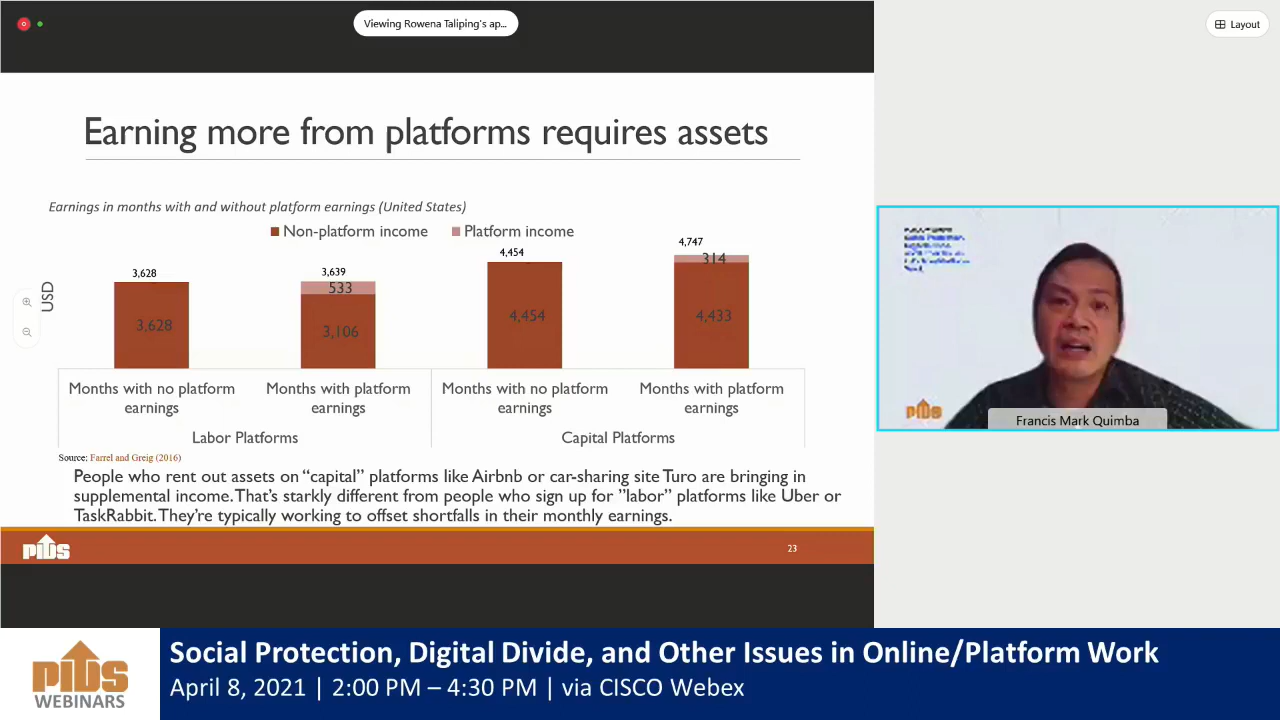 Viewing Rowena Taliping's ap...
Layout
Earning more from platforms requires assets
Earnings in months with and without platform earnings (United States)
Non-platform income Platform income
USD
3,628
3,628
3,639
533
3,106
4,454
4,454
4,747
314
4,433
Months with no platform earnings
Months with platform earnings
Months with no platform earnings
Months with platform earnings
Labor Platforms
Capital Platforms
Source: Farrel and Greig (2016)
People who rent out assets on “capital” platforms like Airbnb or car-sharing site Turo are bringing in
supplemental income. That’s starkly different from people who sign up for ”labor” platforms like Uber or
TaskRabbit. They’re typically working to offset shortfalls in their monthly earnings.
PIDS
23
PIDS
Francis Mark Quimba
PIDS
WEBINARS
Social Protection, Digital Divide, and Other Issues in Online/Platform Work
April 8, 2021 | 2:00 PM – 4:30 PM | via CISCO Webex